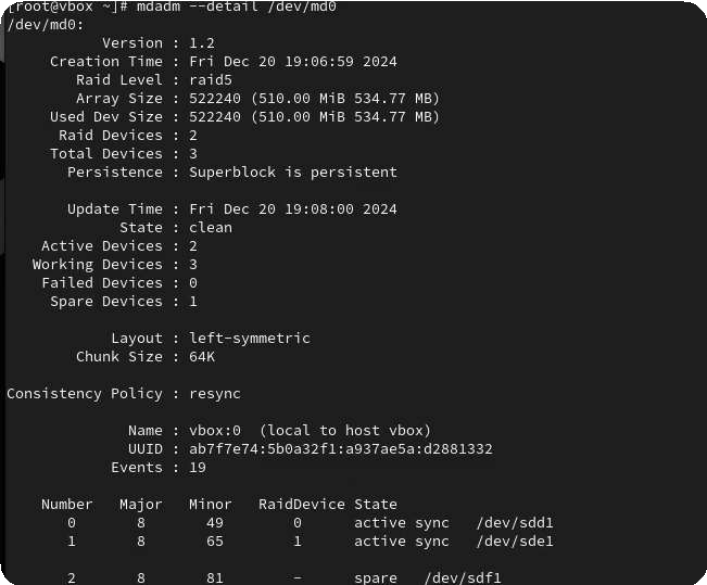 [root@vbox ~]# mdadm --detail /dev/md0
/dev/md0:
Version : 1.2
Creation Time : Fri Dec 20 19:06:59 2024
Raid Level : raid5
Array Size : 522240 (510.00 MiB 534.77 MB)
Used Dev Size : 522240 (510.00 MiB 534.77 MB)
Raid Devices : 2
Total Devices : 3
Persistence : Superblock is persistent
Update Time : Fri Dec 20 19:08:00 2024
State : clean
Active Devices : 2
Working Devices : 3
Failed Devices : 0
Spare Devices : 1
Layout : left-symmetric
Chunk Size : 64K
Consistency Policy : resync
Name : vbox:0  (local to host vbox)
UUID : ab7f7e74:5b0a32f1:a937ae5a:d2881332
Events : 19
Number   Major   Minor   RaidDevice State
0       8       49        0      active sync   /dev/sdd1
1       8       65        1      active sync   /dev/sde1
2       8       81        -      spare   /dev/sdf1